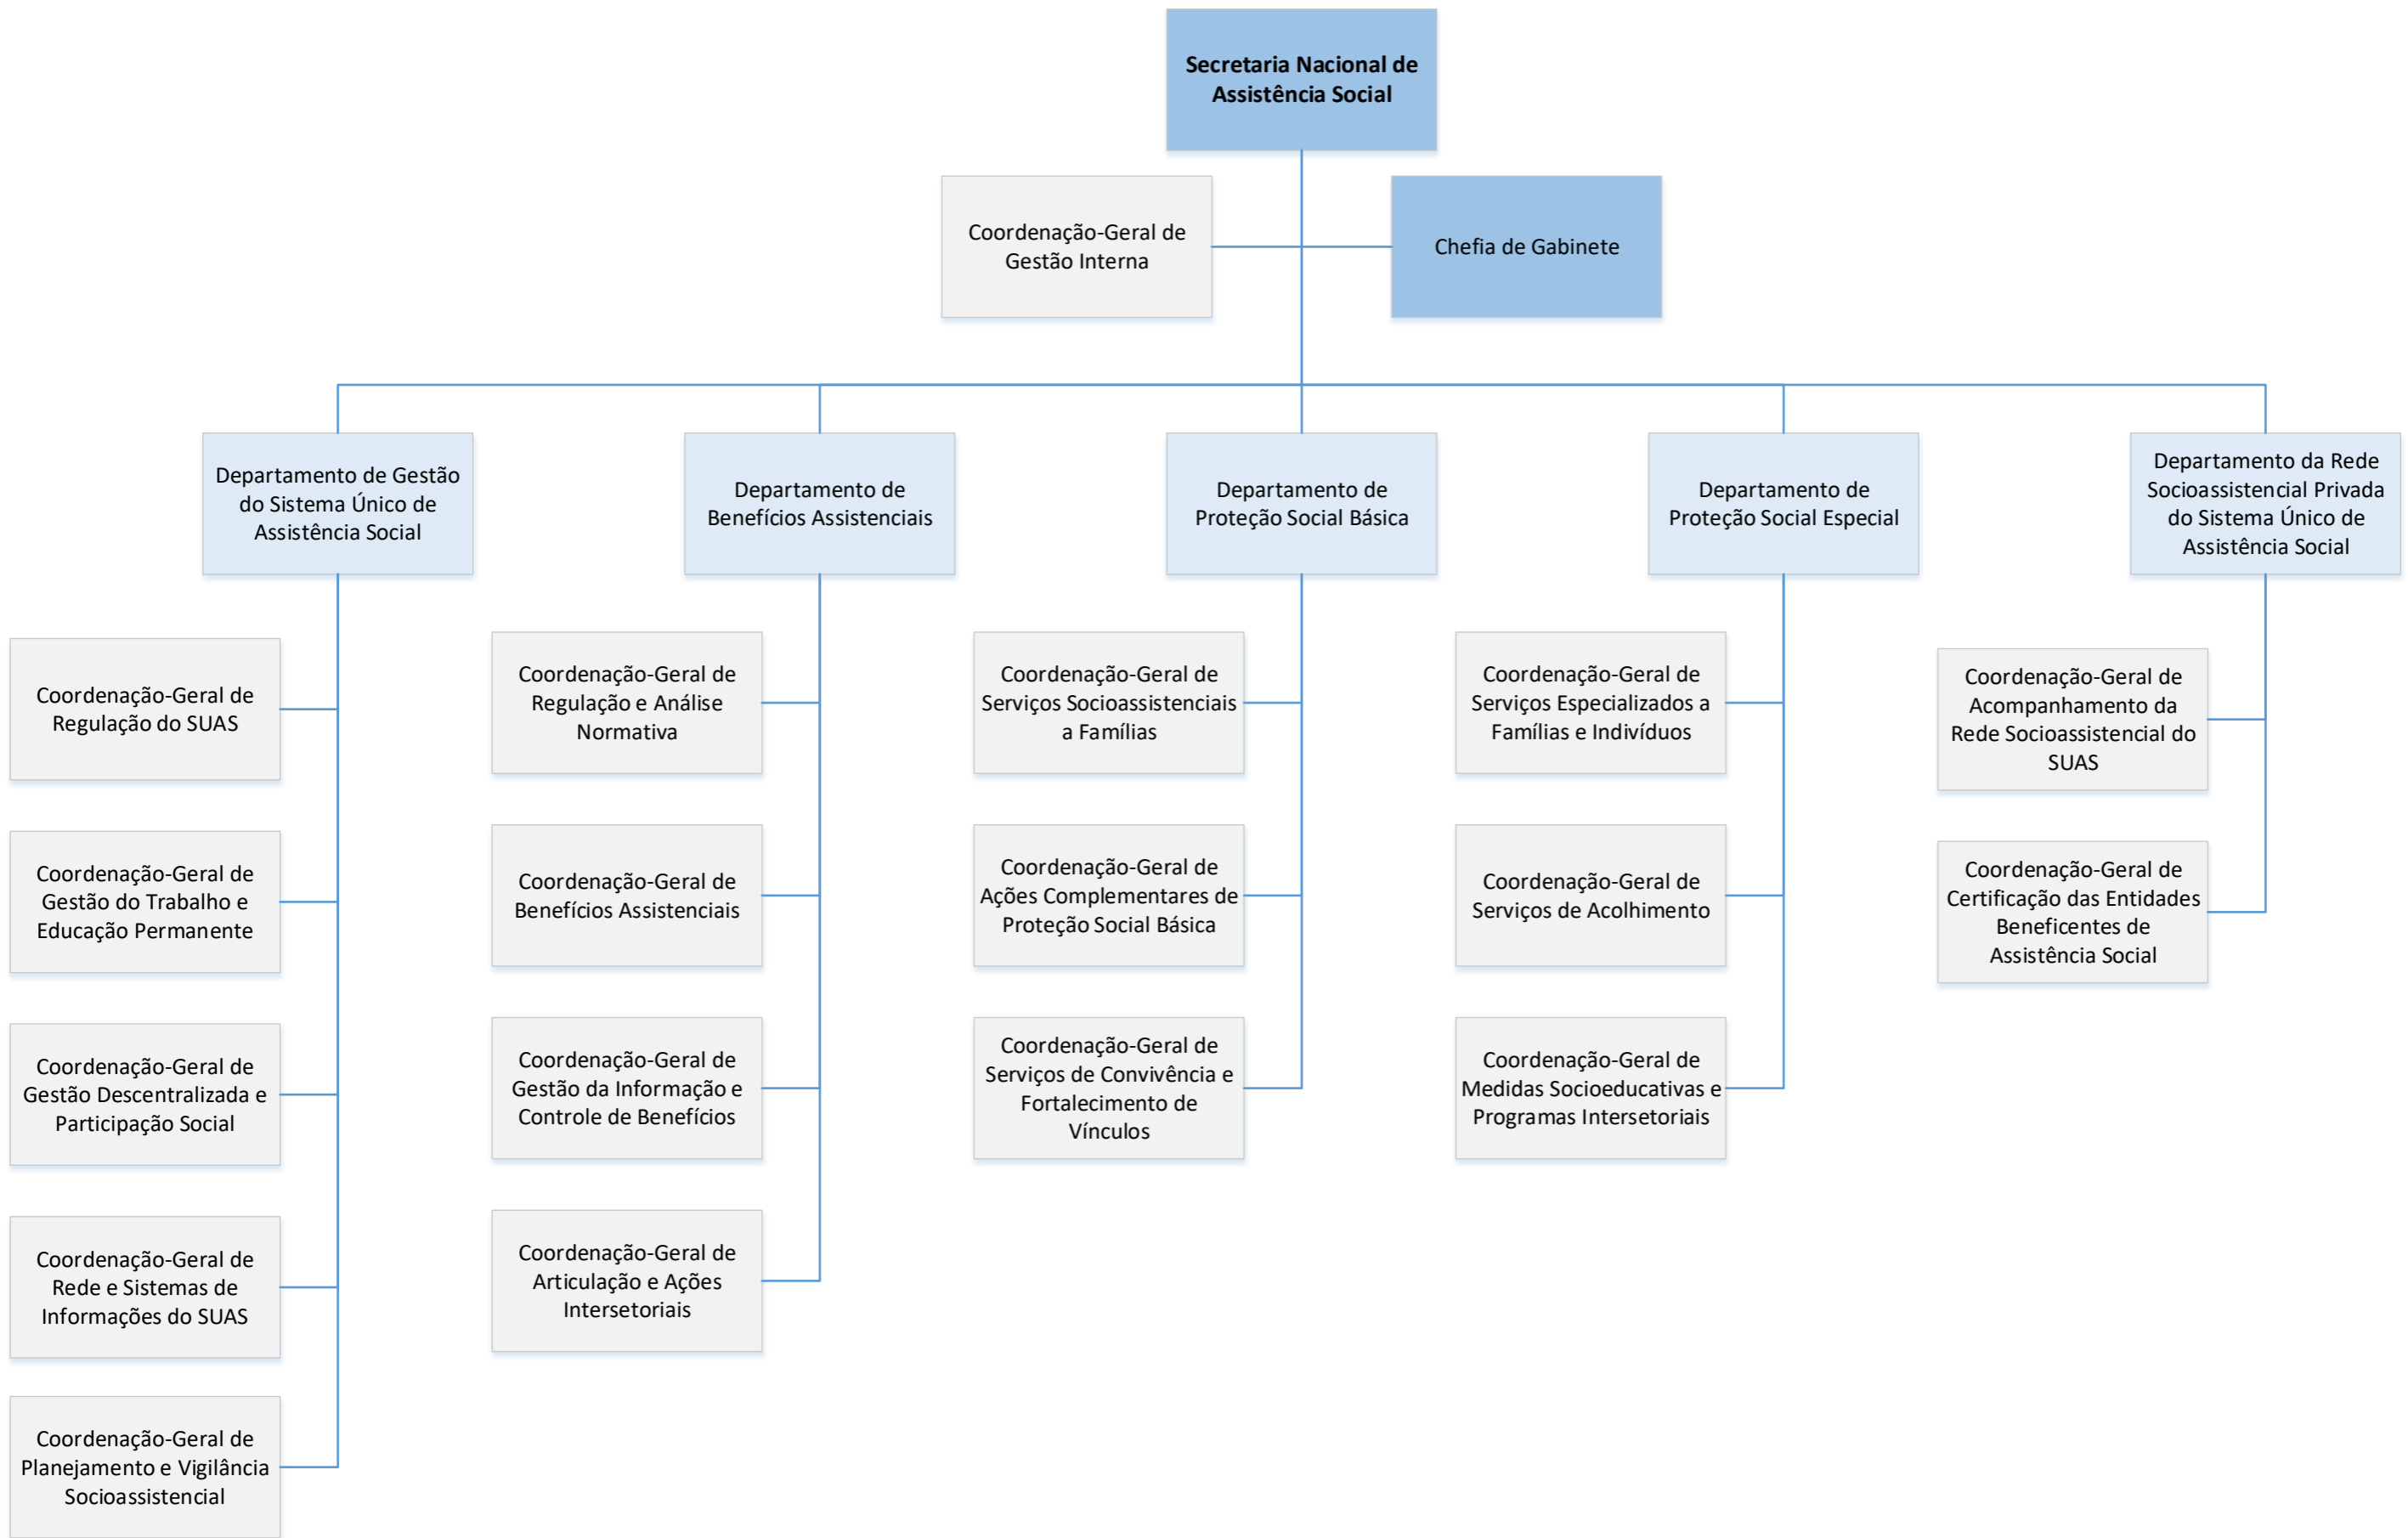 Secretaria Nacional de
Assistência Social
Coordenação-Geral de
Gestão Interna
Chefia de Gabinete
Departamento de Gestão
do Sistema Único de
Assistência Social
Departamento de
Benefícios Assistenciais
Departamento de
Proteção Social Básica
Departamento de
Proteção Social Especial
Departamento da Rede
Socioassistencial Privada
do Sistema Único de
Assistência Social
Coordenação-Geral de
Regulação do SUAS
Coordenação-Geral de
Gestão do Trabalho e
Educação Permanente
Coordenação-Geral de
Gestão Descentralizada e
Participação Social
Coordenação-Geral de
Rede e Sistemas de
Informações do SUAS
Coordenação-Geral de
Planejamento e Vigilância
Socioassistencial
Coordenação-Geral de
Regulação e Análise
Normativa
Coordenação-Geral de
Benefícios Assistenciais
Coordenação-Geral de
Gestão da Informação e
Controle de Benefícios
Coordenação-Geral de
Articulação e Ações
Intersetoriais
Coordenação-Geral de
Serviços Socioassistenciais
a Famílias
Coordenação-Geral de
Ações Complementares de
Proteção Social Básica
Coordenação-Geral de
Serviços de Convivência e
Fortalecimento de
Vínculos
Coordenação-Geral de
Serviços Especializados a
Famílias e Indivíduos
Coordenação-Geral de
Serviços de Acolhimento
Coordenação-Geral de
Medidas Socioeducativas e
Programas Intersetoriais
Coordenação-Geral de
Acompanhamento da
Rede Socioassistencial do
SUAS
Coordenação-Geral de
Certificação das Entidades
Beneficentes de
Assistência Social